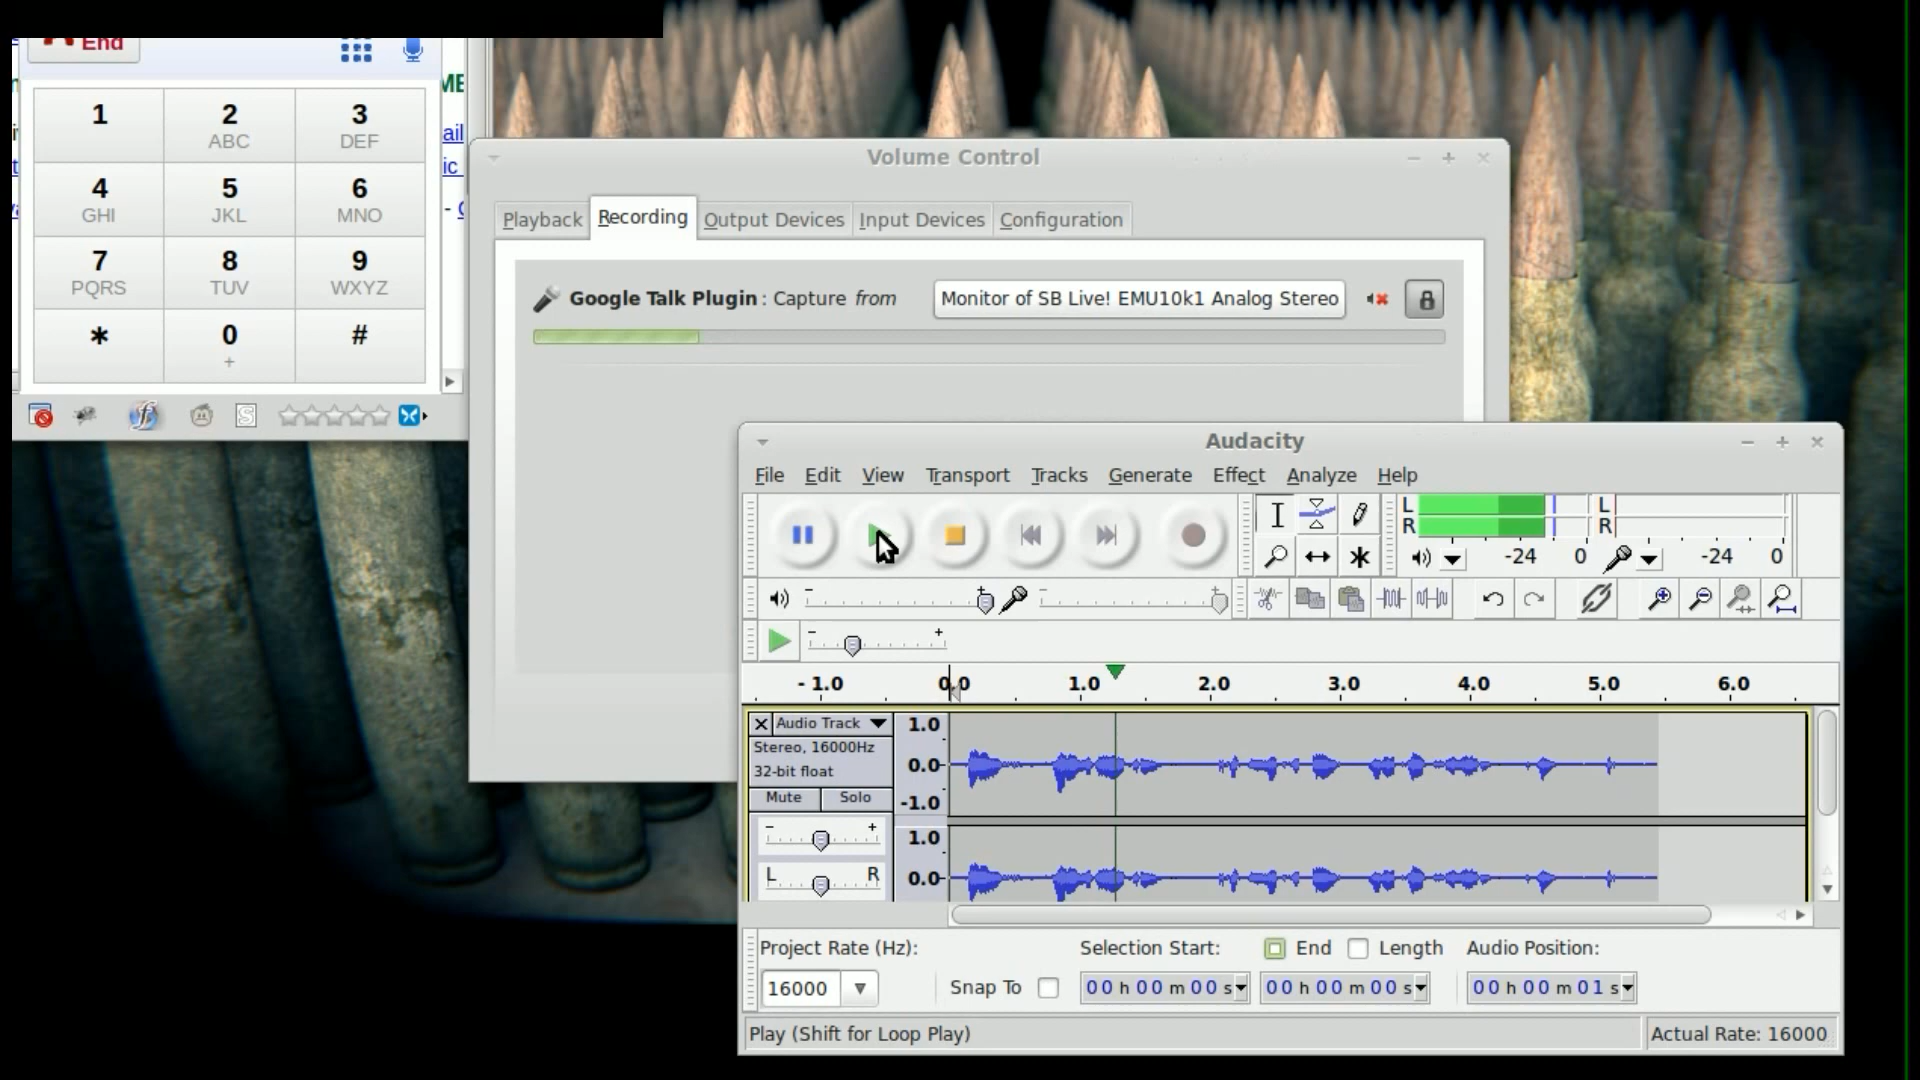 End
1
2
ABC
3
DEF
4
GHI
5
JKL
6
MNO
7
PQRS
8
TUV
9
WXYZ
*
0
+
#
ail
ic
Volume Control
Playback Recording Output Devices Input Devices Configuration
Google Talk Plugin : Capture from Monitor of SB Live! EMU10k1 Analog Stereo
Audacity
File Edit View Transport Tracks Generate Effect Analyze Help
L L
R R
-24 0 -24 0
- 1.0 0.0 1.0 2.0 3.0 4.0 5.0 6.0
Audio Track
Stereo, 16000Hz
32-bit float
Mute Solo
- +
L R
1.0
0.0
-1.0
1.0
0.0
Project Rate (Hz): Selection Start: End Length Audio Position:
16000 Snap To 00 h 00 m 00 s 00 h 00 m 00 s 00 h 00 m 01 s
Play (Shift for Loop Play) Actual Rate: 16000